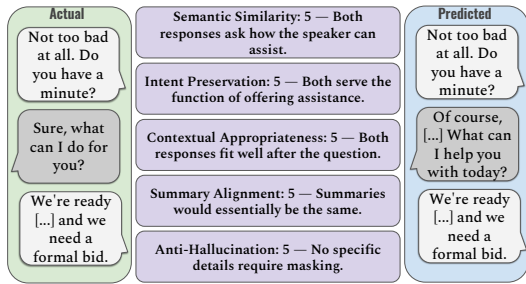 Actual
Not too bad
at all. Do
you have a
minute?
Sure, what
can I do for
you?
We're ready
[...] and we
need a
formal bid.
Semantic Similarity: 5 — Both
responses ask how the speaker can
assist.
Intent Preservation: 5 — Both serve the
function of offering assistance.
Contextual Appropriateness: 5 — Both
responses fit well after the question.
Summary Alignment: 5 — Summaries
would essentially be the same.
Anti-Hallucination: 5 — No specific
details require masking.
Predicted
Not too bad
at all. Do
you have a
minute?
Of course,
[...] What can
I help you
with today?
We're ready
[...] and we
need a
formal bid.